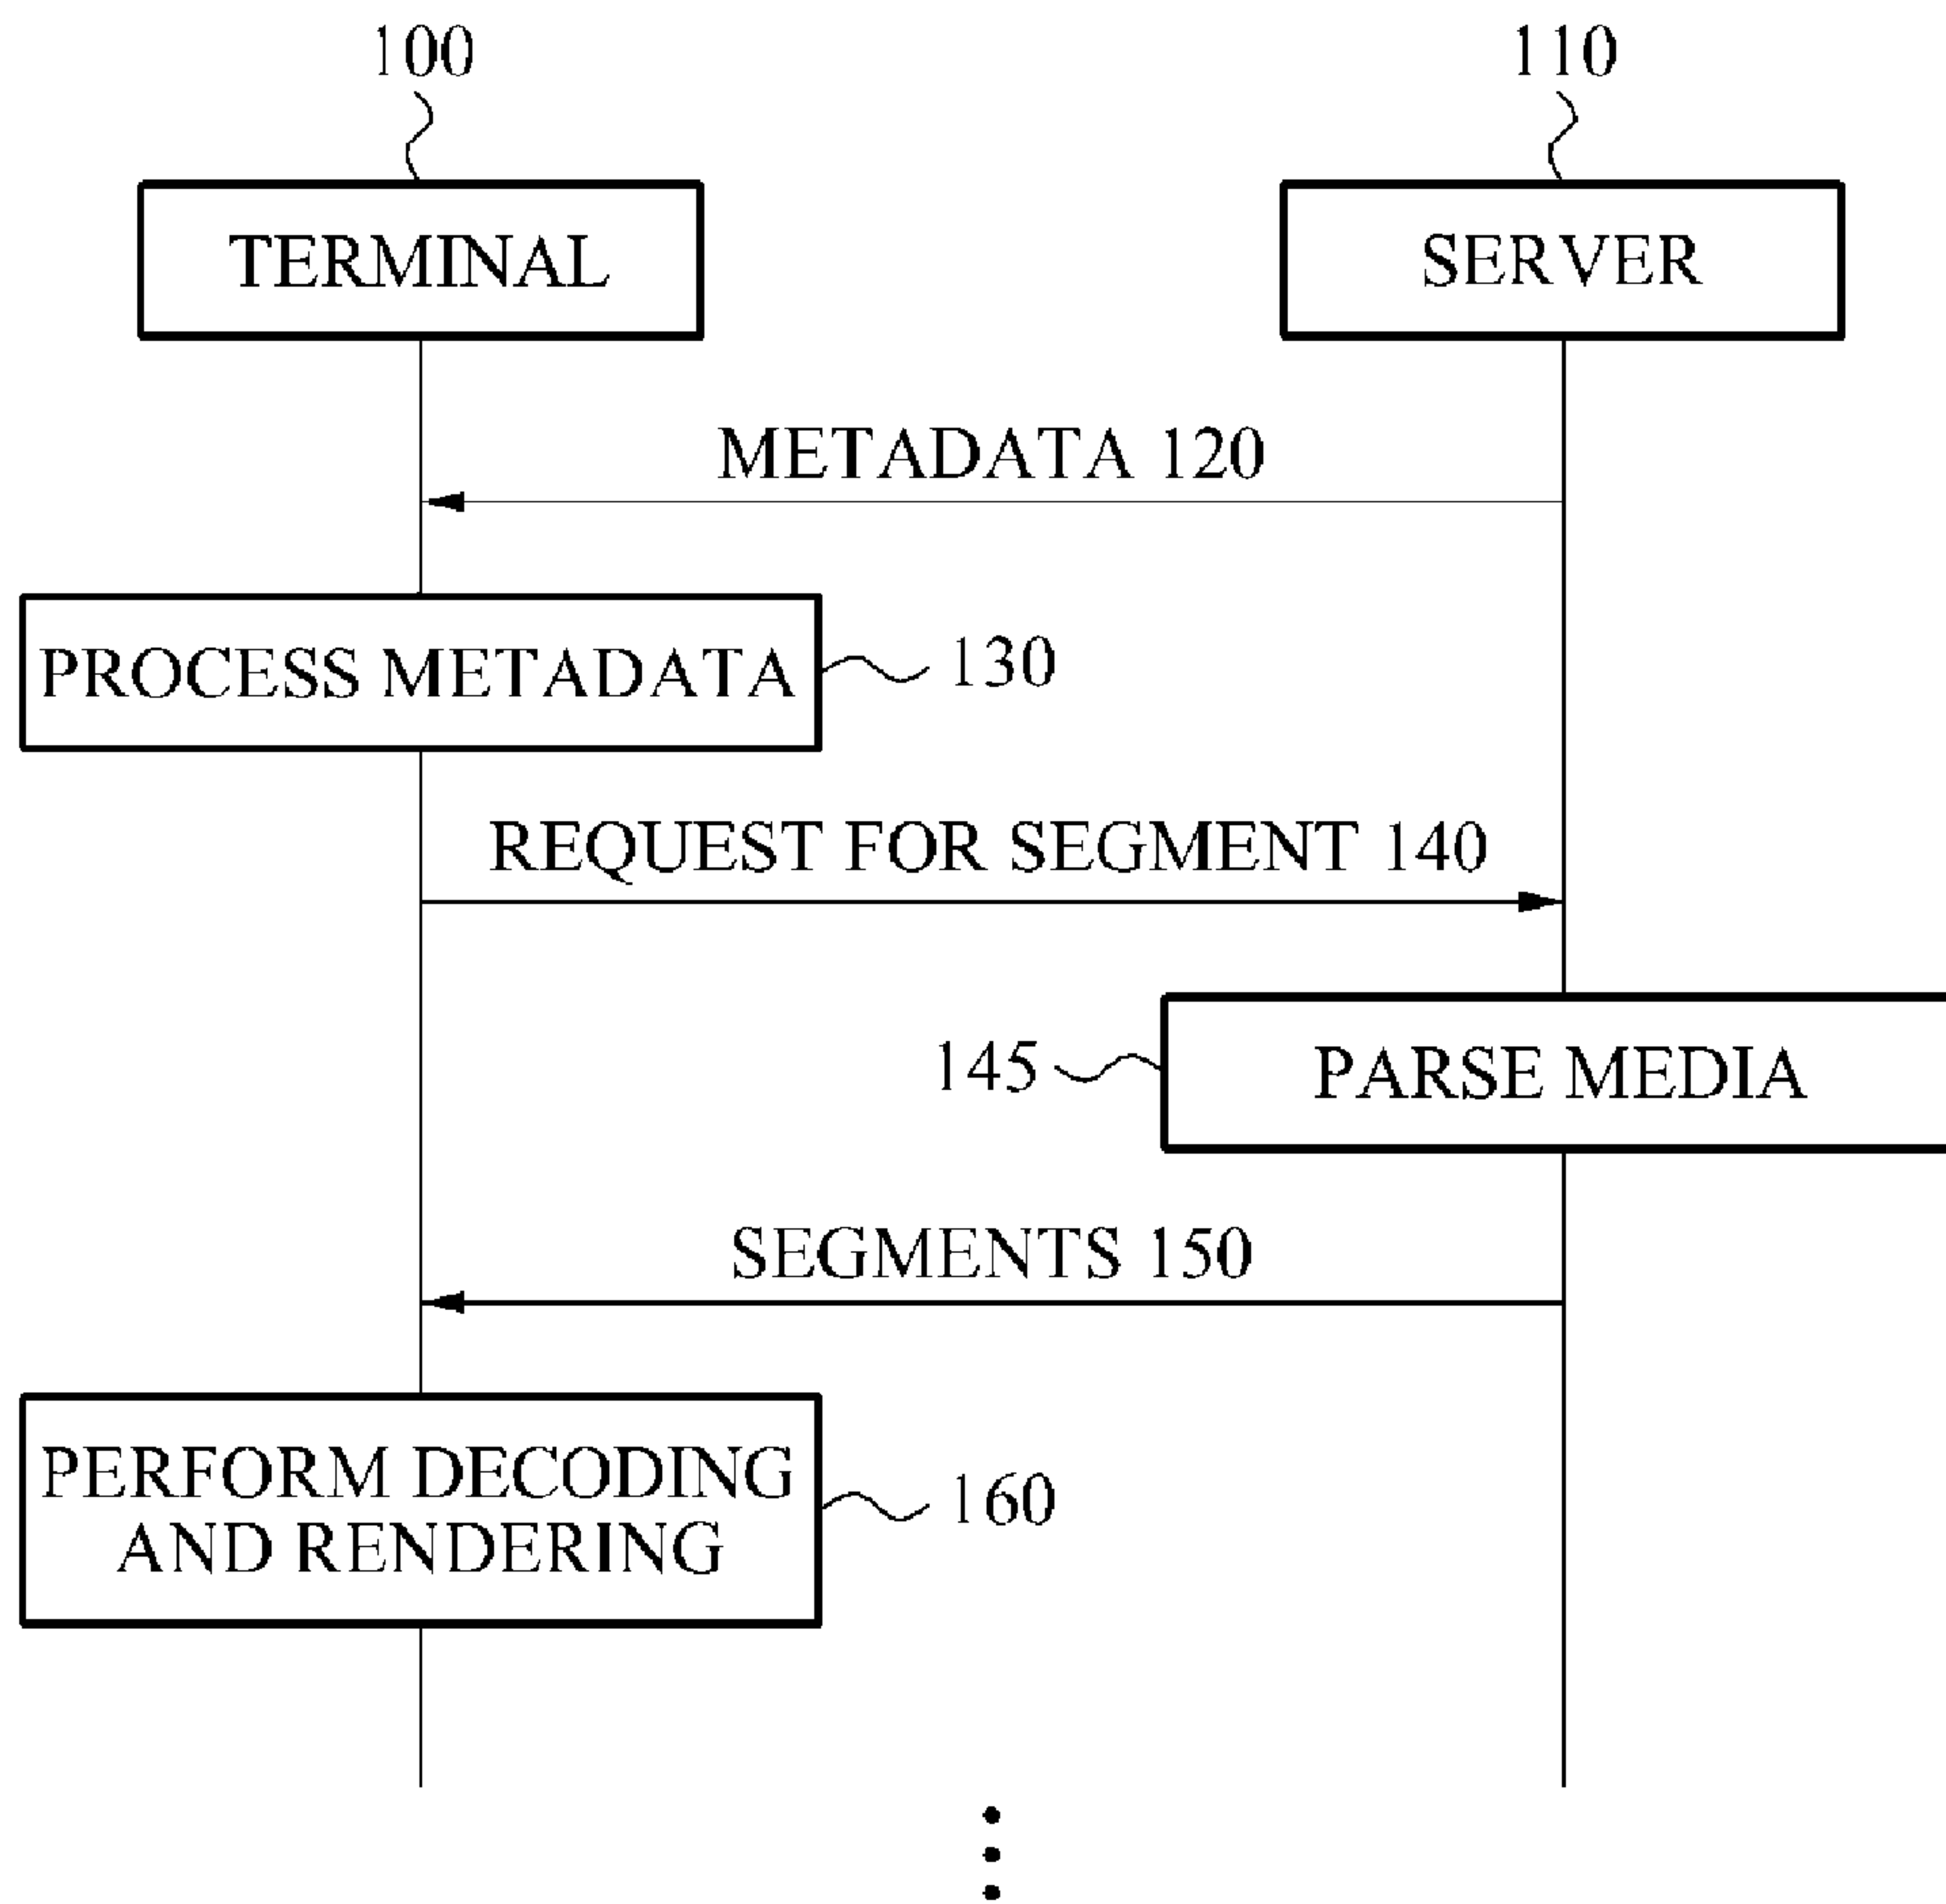 100
110
TERMINAL
SERVER
METADATA 120
PROCESS METADATA
130
REQUEST FOR SEGMENT 140
145
PARSE MEDIA
SEGMENTS 150
PERFORM DECODING
AND RENDERING
160